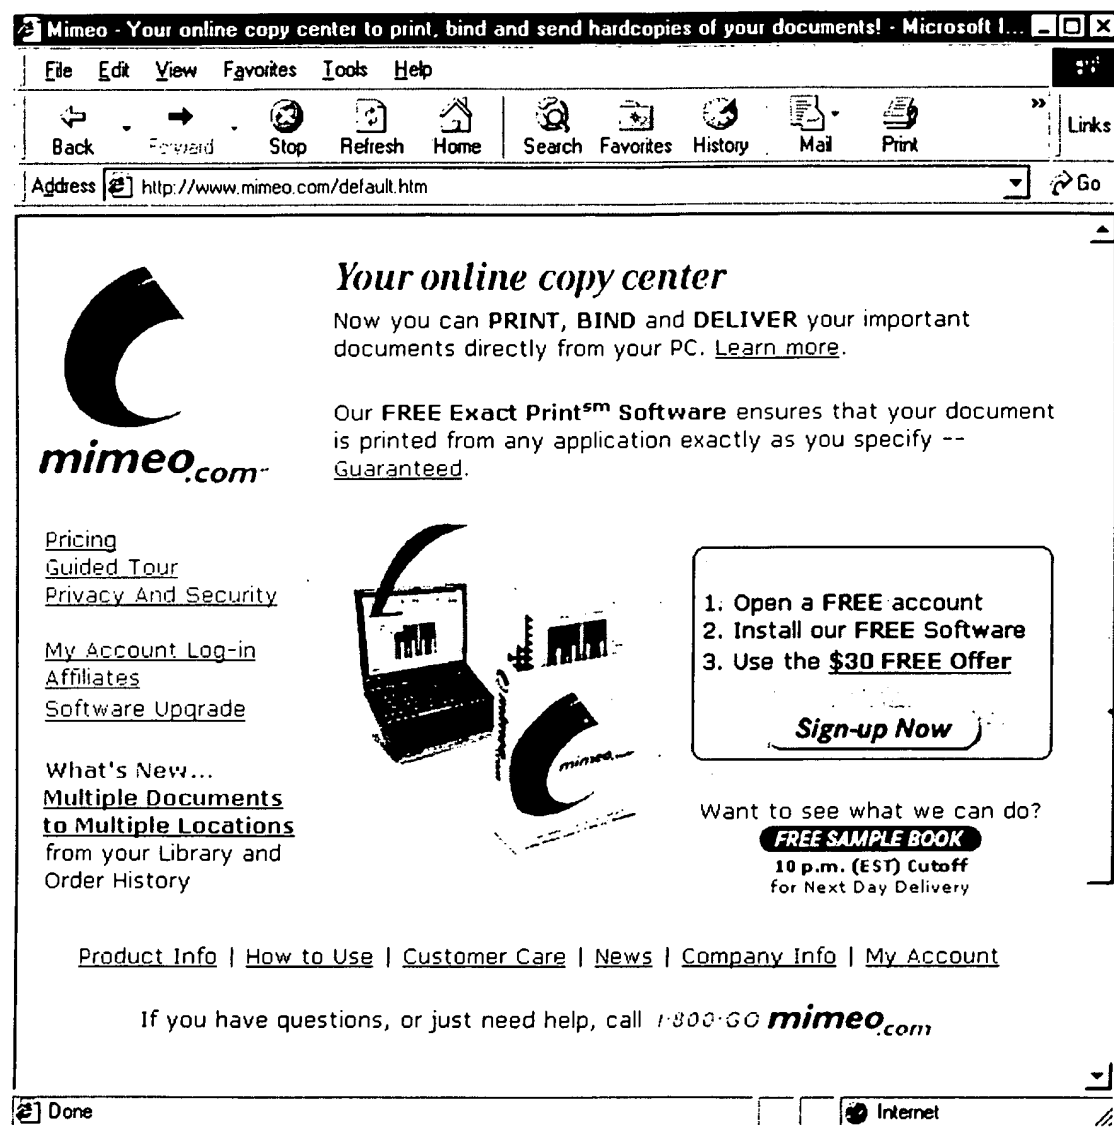 Mimeo - Your online copy center to print, bind and send hardcopies of your documents! - Microsoft I...
File Edit View Favorites Tools Help
Back Forward Stop Refresh Home Search Favorites History Mail Print » Links
Address http://www.mimeo.com/default.htm Go
Your online copy center
Now you can PRINT, BIND and DELIVER your important
documents directly from your PC. Learn more.
Our FREE Exact Print℠ Software ensures that your document
is printed from any application exactly as you specify --
Guaranteed.
mimeo.com
Pricing
Guided Tour
Privacy And Security
My Account Log-in
Affiliates
Software Upgrade
What's New...
Multiple Documents
to Multiple Locations
from your Library and
Order History
mimeo
1. Open a FREE account
2. Install our FREE Software
3. Use the $30 FREE Offer
Sign-up Now
Want to see what we can do?
FREE SAMPLE BOOK
10 p.m. (EST) Cutoff
for Next Day Delivery
Product Info | How to Use | Customer Care | News | Company Info | My Account
If you have questions, or just need help, call 1·800·GO mimeo.com
Done Internet